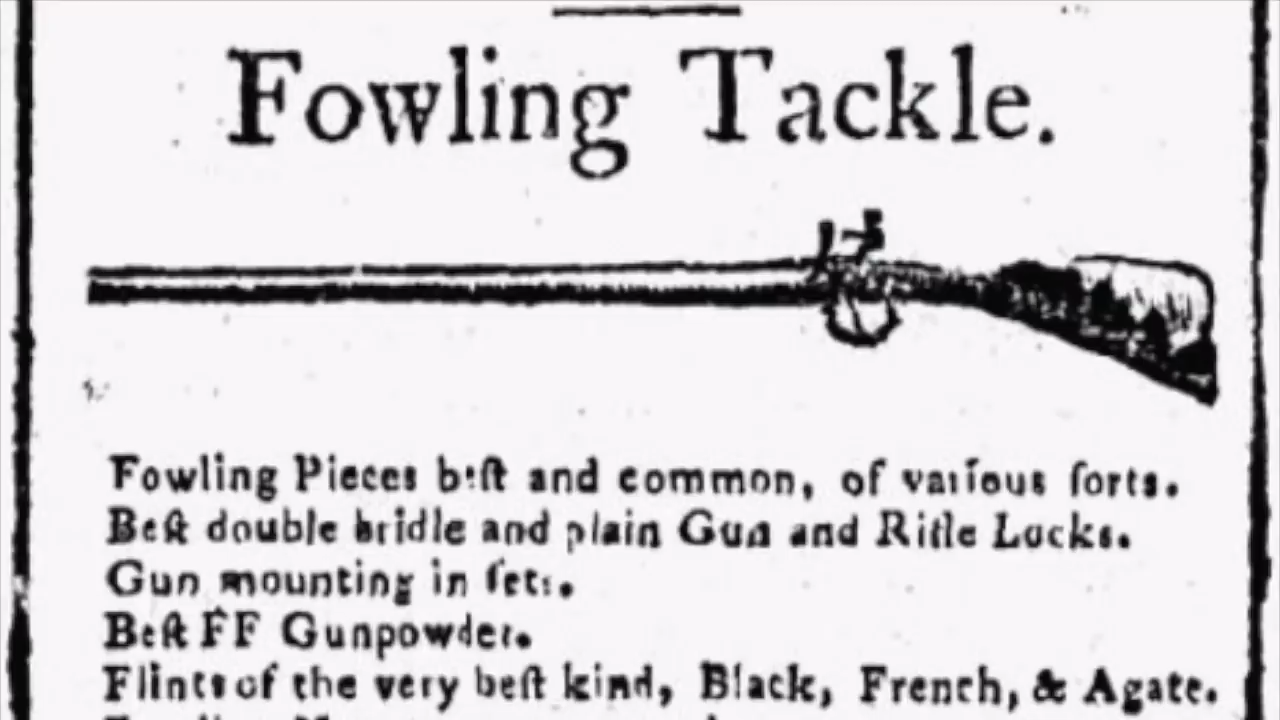 Fowling Tackle.
Fowling Pieces beſt and common, of various ſorts.
Beſt double bridle and plain Gun and Rifle Locks.
Gun mounting in ſets.
Beſt FF Gunpowder.
Flints of the very beſt kind, Black, French, & Agate.